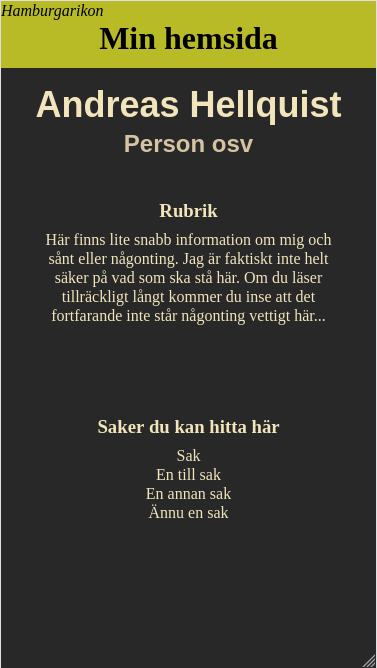 Hamburgarikon
Min hemsida
Andreas Hellquist
Person osv
Rubrik
Här finns lite snabb information om mig och
sånt eller någonting. Jag är faktiskt inte helt
säker på vad som ska stå här. Om du läser
tillräckligt långt kommer du inse att det
fortfarande inte står någonting vettigt här...
Saker du kan hitta här
Sak
En till sak
En annan sak
Ännu en sak